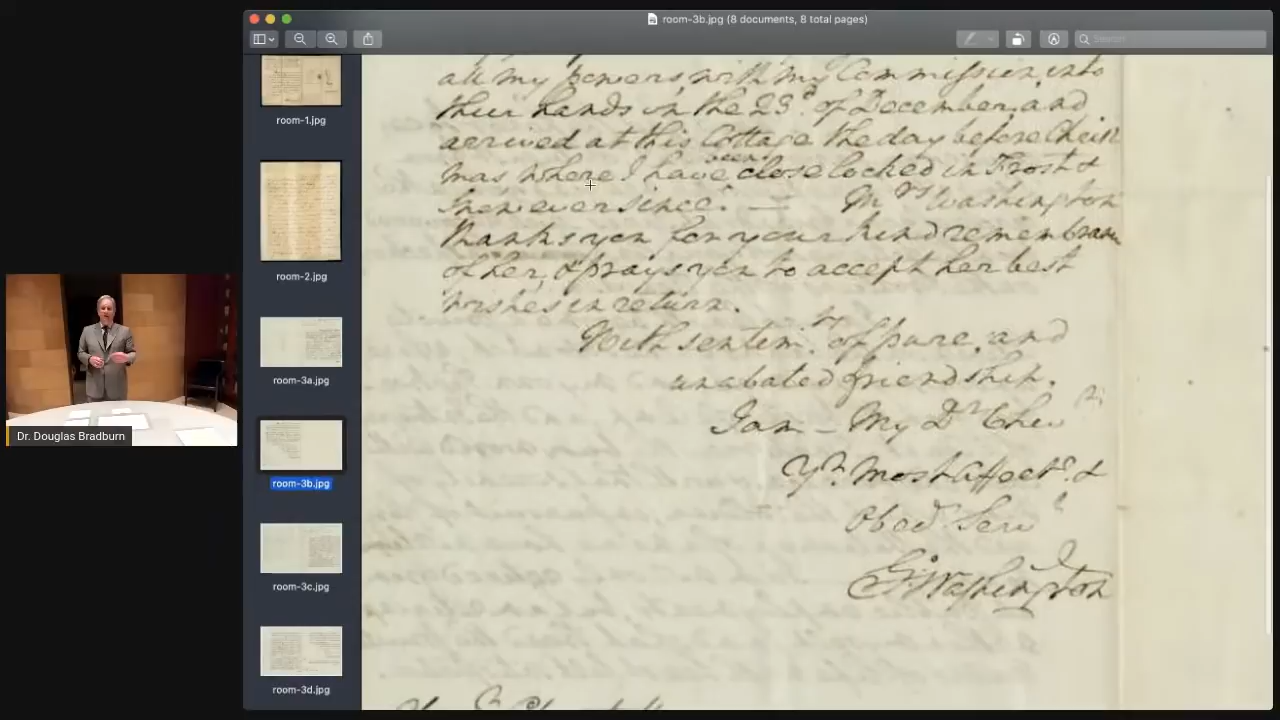 room-3b.jpg (8 documents, 8 total pages)
Search
room-1.jpg
room-2.jpg
room-3a.jpg
room-3b.jpg
room-3c.jpg
room-3d.jpg
Dr. Douglas Bradburn
all my powers with my Commission into
their hands on the 23d. of December, and
arrived at this Cottage the day before Christ
mas where I have been close locked in Frost &
Snow ever since. — Mrs Washington
thanks you for your kind remembrance
of her, & prays you to accept her best
wishes in return.
With sentimts. of pure, and
unabated friendship.
I am — My Dr Chevr
Yr. Most Affecte. &
Obedt Servt
Go: Washington